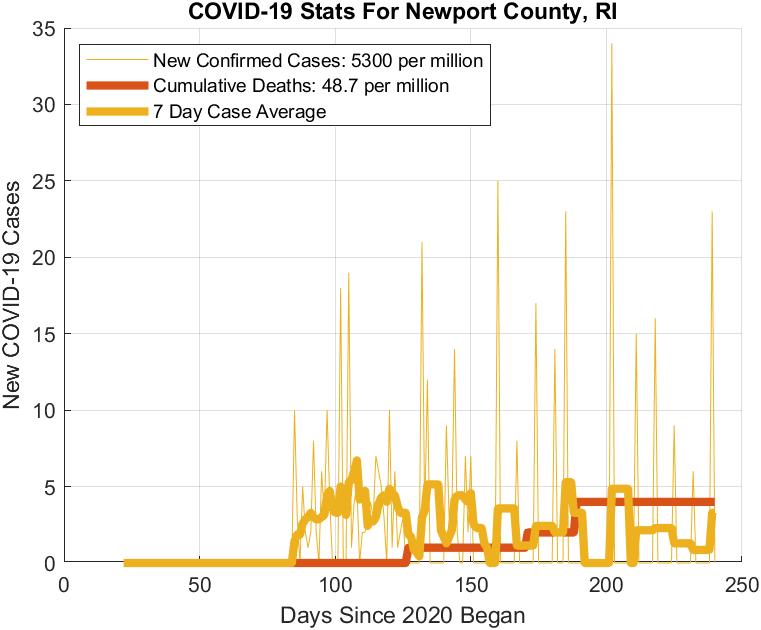 COVID-19 Stats For Newport County, RI
New Confirmed Cases: 5300 per million
Cumulative Deaths: 48.7 per million
7 Day Case Average
New COVID-19 Cases
35
30
25
20
15
10
5
0
0 50 100 150 200 250
Days Since 2020 Began